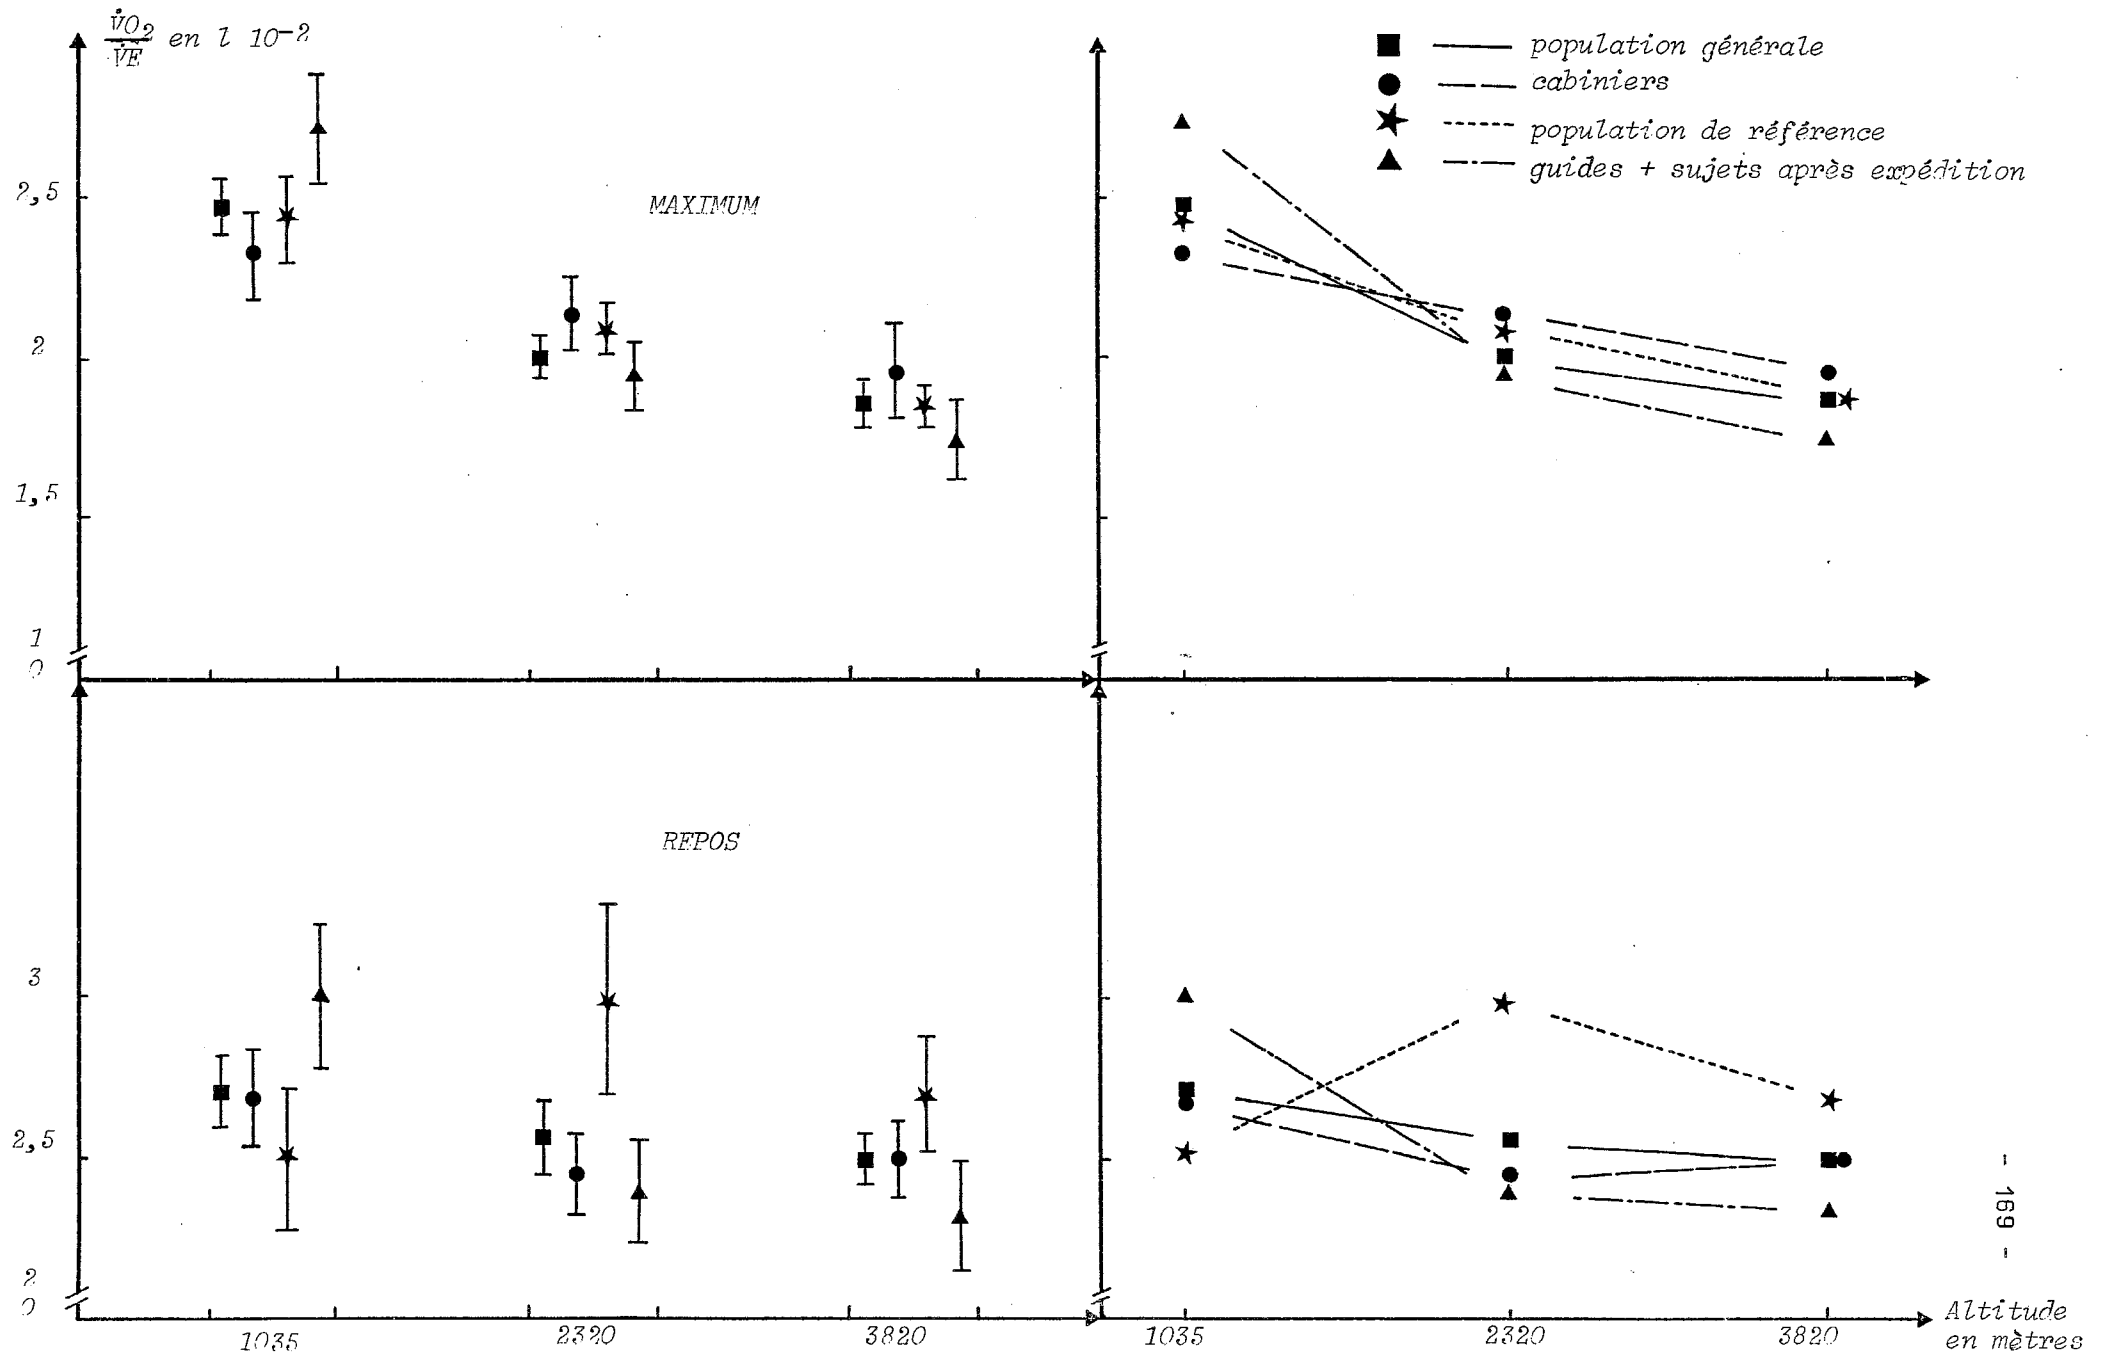 V̇O2 en l 10⁻²
V̇E
population générale
cabiniers
population de référence
guides + sujets après expédition
2,5
MAXIMUM
2
1,5
1
0
REPOS
3
2,5
2
0
- 169 -
1035
2320
3820
1035
2320
3820
Altitude
en mètres